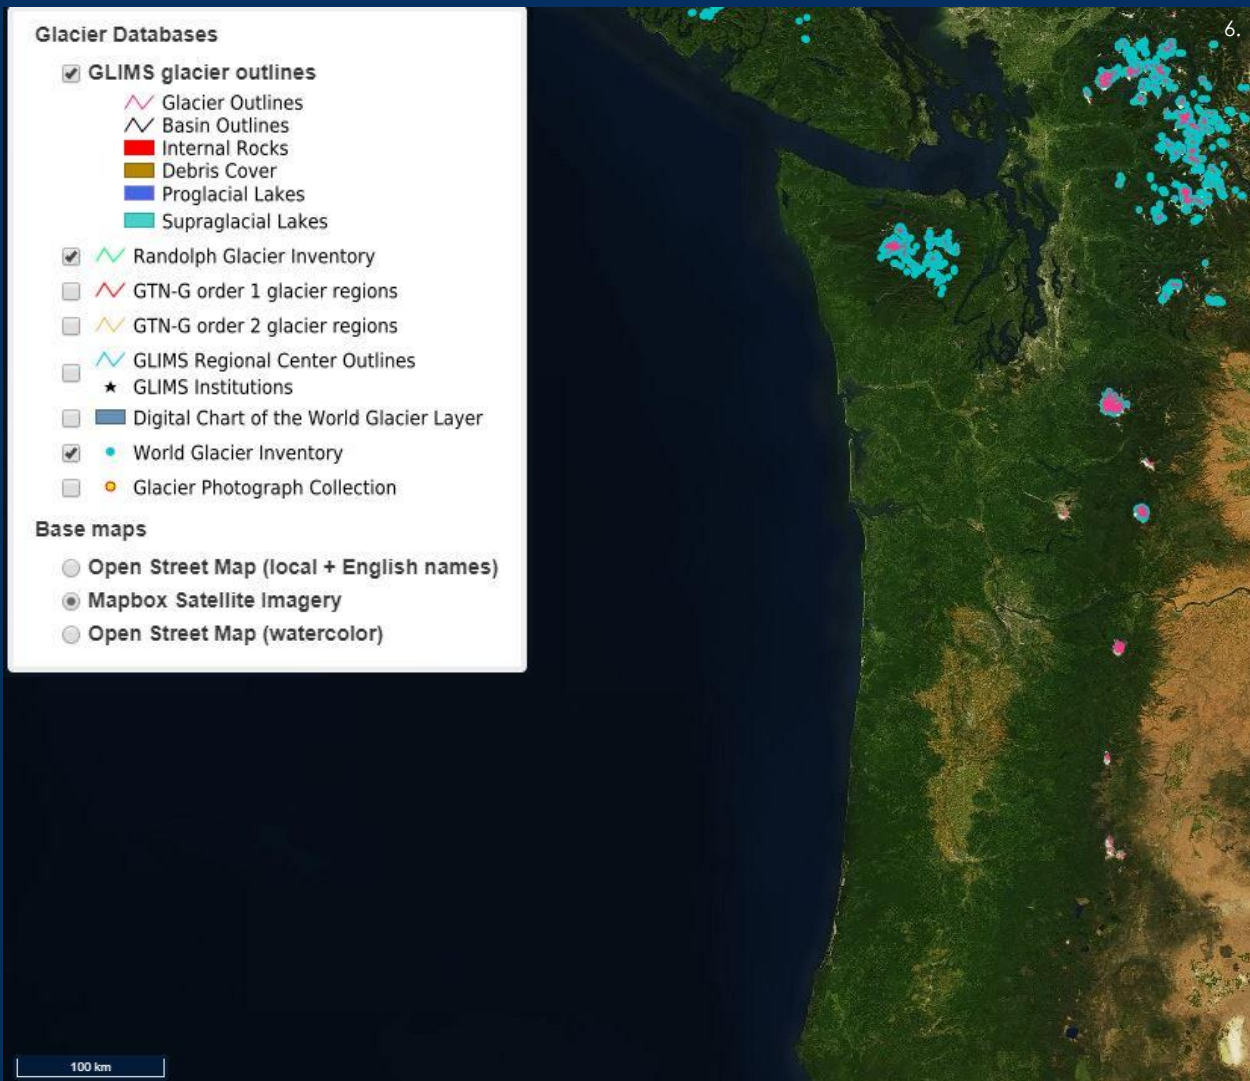 6.
Glacier Databases
GLIMS glacier outlines
Glacier Outlines
Basin Outlines
Internal Rocks
Debris Cover
Proglacial Lakes
Supraglacial Lakes
Randolph Glacier Inventory
GTN-G order 1 glacier regions
GTN-G order 2 glacier regions
GLIMS Regional Center Outlines
GLIMS Institutions
Digital Chart of the World Glacier Layer
World Glacier Inventory
Glacier Photograph Collection
Base maps
Open Street Map (local + English names)
Mapbox Satellite Imagery
Open Street Map (watercolor)
100 km